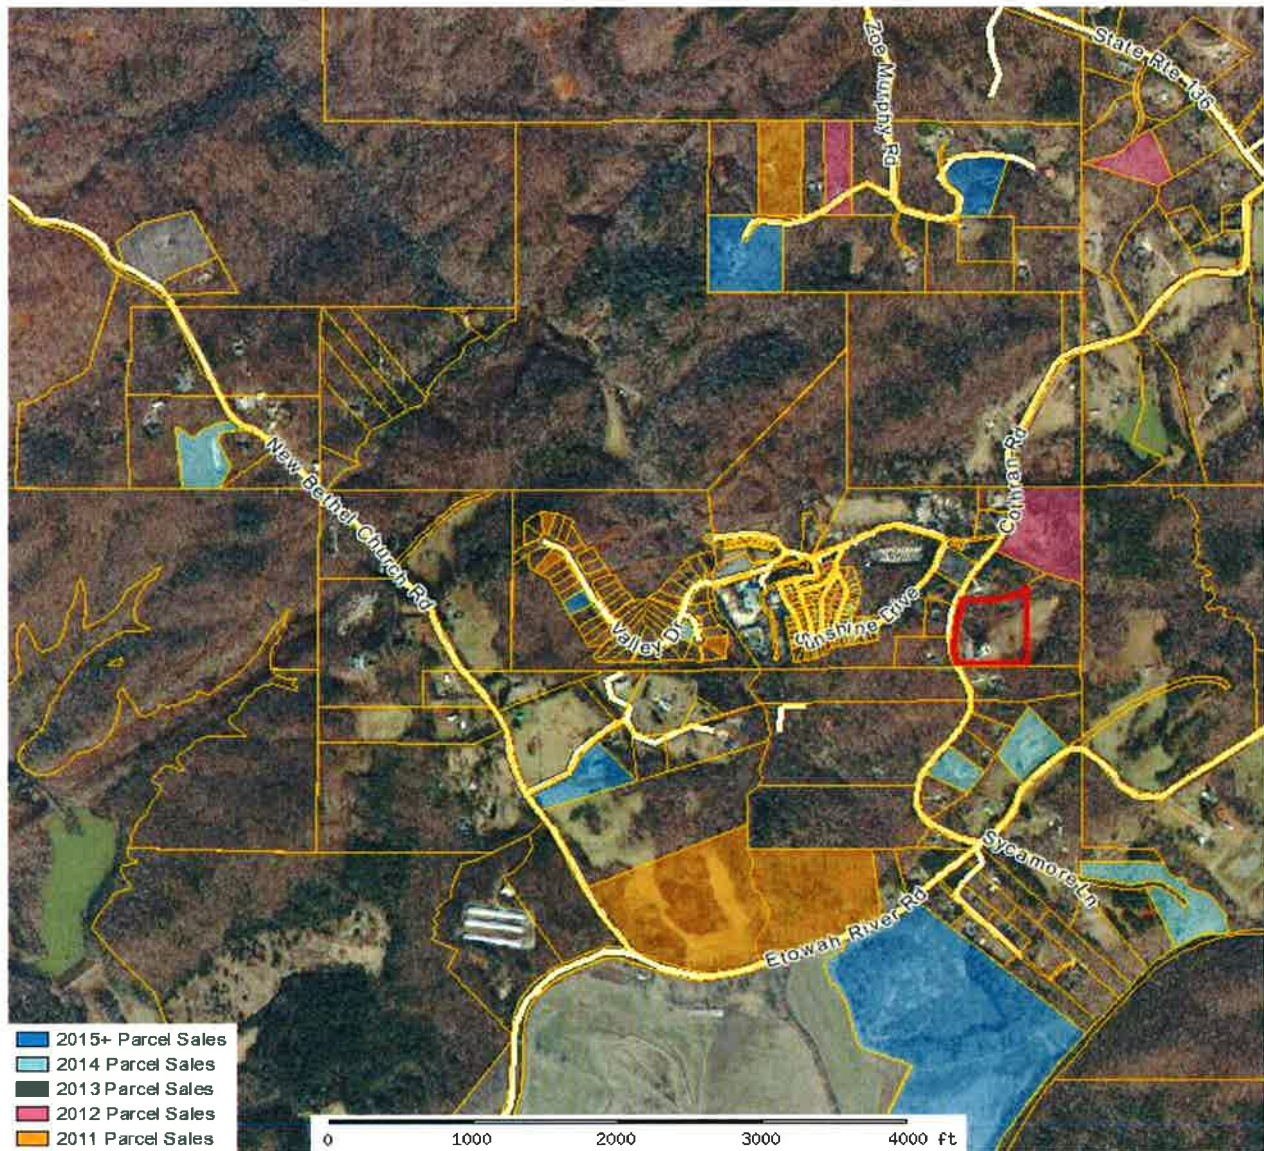 State Rte 136
Zoe Murphy Rd
Cothran Rd
New Bethel Church Rd
Valley Dr
Sunshine Drive
Sycamore Ln
Etowah River Rd
2015+ Parcel Sales
2014 Parcel Sales
2013 Parcel Sales
2012 Parcel Sales
2011 Parcel Sales
0 1000 2000 3000 4000 ft